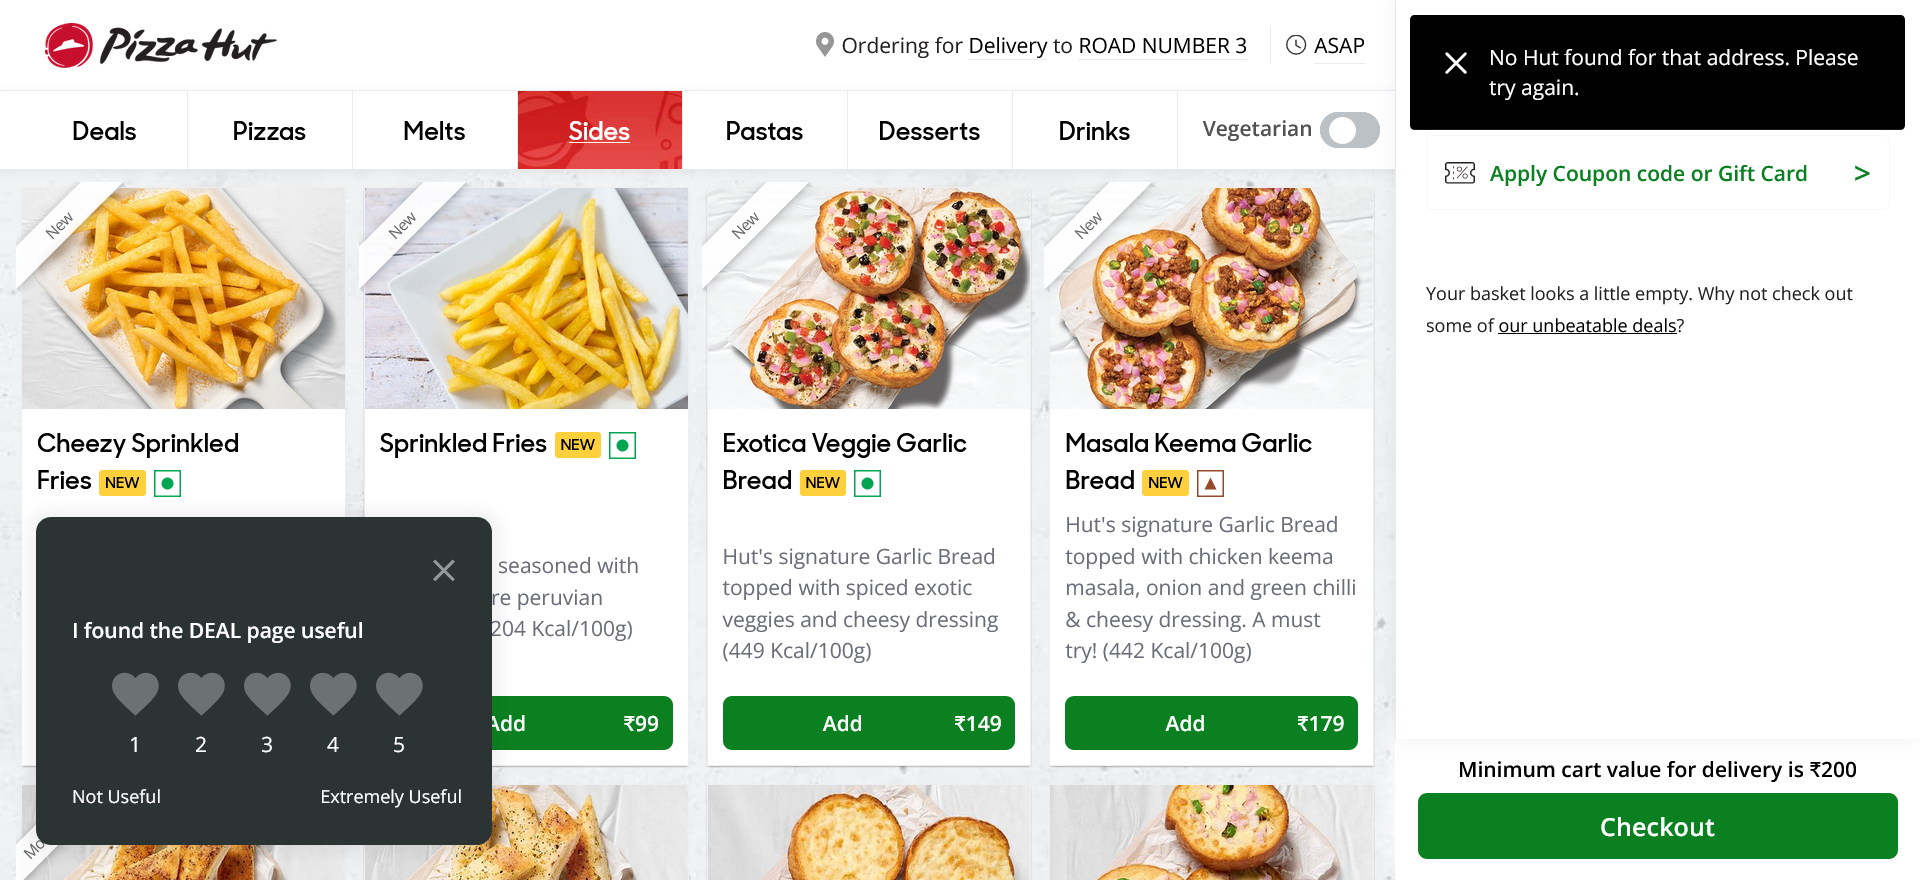 Pizza Hut
Ordering for Delivery to ROAD NUMBER 3
ASAP
Deals
Pizzas
Melts
Sides
Pastas
Desserts
Drinks
Vegetarian
No Hut found for that address. Please
try again.
Apply Coupon code or Gift Card >
Your basket looks a little empty. Why not check out
some of our unbeatable deals?
New
Cheezy Sprinkled
Fries NEW
New
Sprinkled Fries NEW
seasoned with
re peruvian
204 Kcal/100g)
Add ₹99
New
Exotica Veggie Garlic
Bread NEW
Hut's signature Garlic Bread
topped with spiced exotic
veggies and cheesy dressing
(449 Kcal/100g)
Add ₹149
New
Masala Keema Garlic
Bread NEW
Hut's signature Garlic Bread
topped with chicken keema
masala, onion and green chilli
& cheesy dressing. A must
try! (442 Kcal/100g)
Add ₹179
I found the DEAL page useful
1 2 3 4 5
Not Useful Extremely Useful
Minimum cart value for delivery is ₹200
Checkout